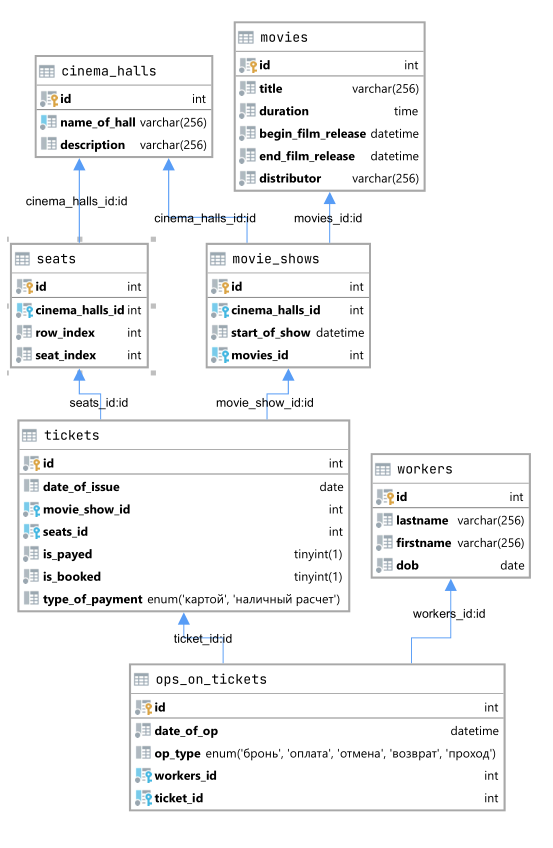 movies
id int
title varchar(256)
duration time
begin_film_release datetime
end_film_release datetime
distributor varchar(256)
cinema_halls
id int
name_of_hall varchar(256)
description varchar(256)
cinema_halls_id:id
cinema_halls_id:id
movies_id:id
seats
id int
cinema_halls_id int
row_index int
seat_index int
movie_shows
id int
cinema_halls_id int
start_of_show datetime
movies_id int
seats_id:id
movie_show_id:id
tickets
id int
date_of_issue date
movie_show_id int
seats_id int
is_payed tinyint(1)
is_booked tinyint(1)
type_of_payment enum('картой', 'наличный расчет')
workers
id int
lastname varchar(256)
firstname varchar(256)
dob date
ticket_id:id
workers_id:id
ops_on_tickets
id int
date_of_op datetime
op_type enum('бронь', 'оплата', 'отмена', 'возврат', 'проход')
workers_id int
ticket_id int